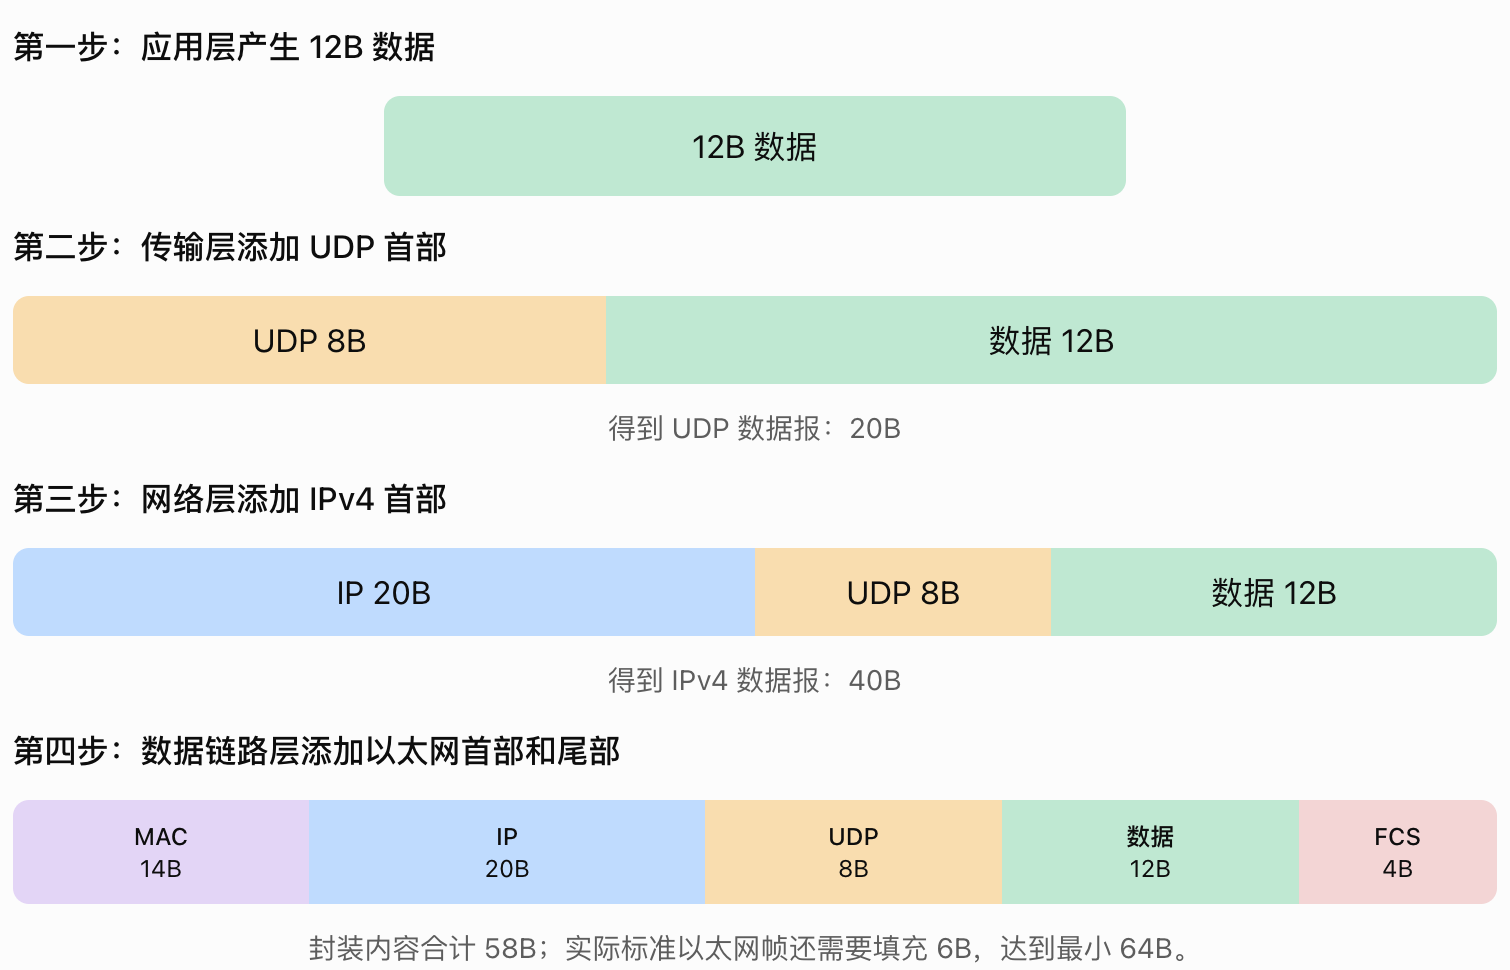 第一步：应用层产生 12B 数据
12B 数据
第二步：传输层添加 UDP 首部
UDP 8B 数据 12B
得到 UDP 数据报：20B
第三步：网络层添加 IPv4 首部
IP 20B UDP 8B 数据 12B
得到 IPv4 数据报：40B
第四步：数据链路层添加以太网首部和尾部
MAC IP UDP 数据 FCS
14B 20B 8B 12B 4B
封装内容合计 58B；实际标准以太网帧还需要填充 6B，达到最小 64B。